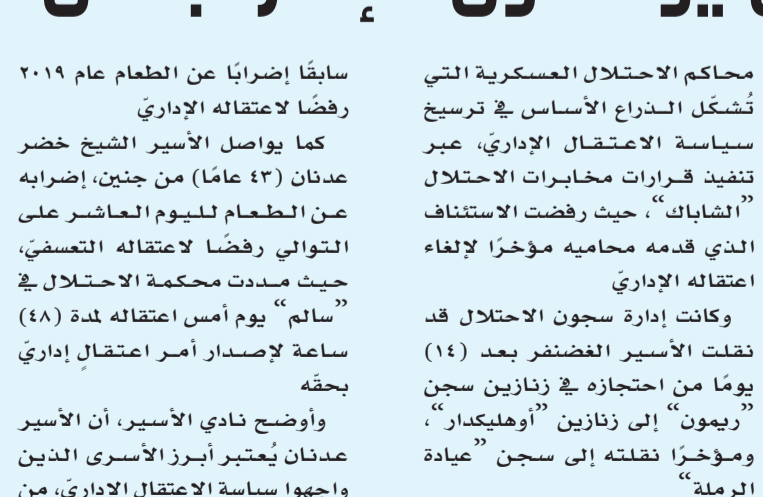 محاكم الاحتلال العسكرية التي
تُشكّل الذراع الأساس في ترسيخ
سياسة الاعتقال الإداريّ، عبر
تنفيذ قرارات مخابرات الاحتلال
”الشاباك“، حيث رفضت الاستئناف
الذي قدمه محاميه مؤخرًا لإلغاء
اعتقاله الإداريّ
وكانت إدارة سجون الاحتلال قد
نقلت الأسير الغضنفر بعد (١٤)
يومًا من احتجازه في زنازين سجن
”ريمون“ إلى زنازين ”أوهليكدار“،
ومؤخرًا نقلته إلى سجن ”عيادة
الرملة“
سابقًا إضرابًا عن الطعام عام ٢٠١٩
رفضًا لاعتقاله الإداريّ
كما يواصل الأسير الشيخ خضر
عدنان (٤٣ عامًا) من جنين، إضرابه
عن الطعام لليوم العاشر على
التوالي رفضًا لاعتقاله التعسفيّ،
حيث مددت محكمة الاحتلال في
”سالم“ يوم أمس اعتقاله لمدة (٤٨)
ساعة لإصدار أمر اعتقالٍ إداريّ
بحقّه
وأوضح نادي الأسير، أن الأسير
عدنان يُعتبر أبرز الأسرى الذين
واجهوا سياسة الاعتقال الإداريّ، من